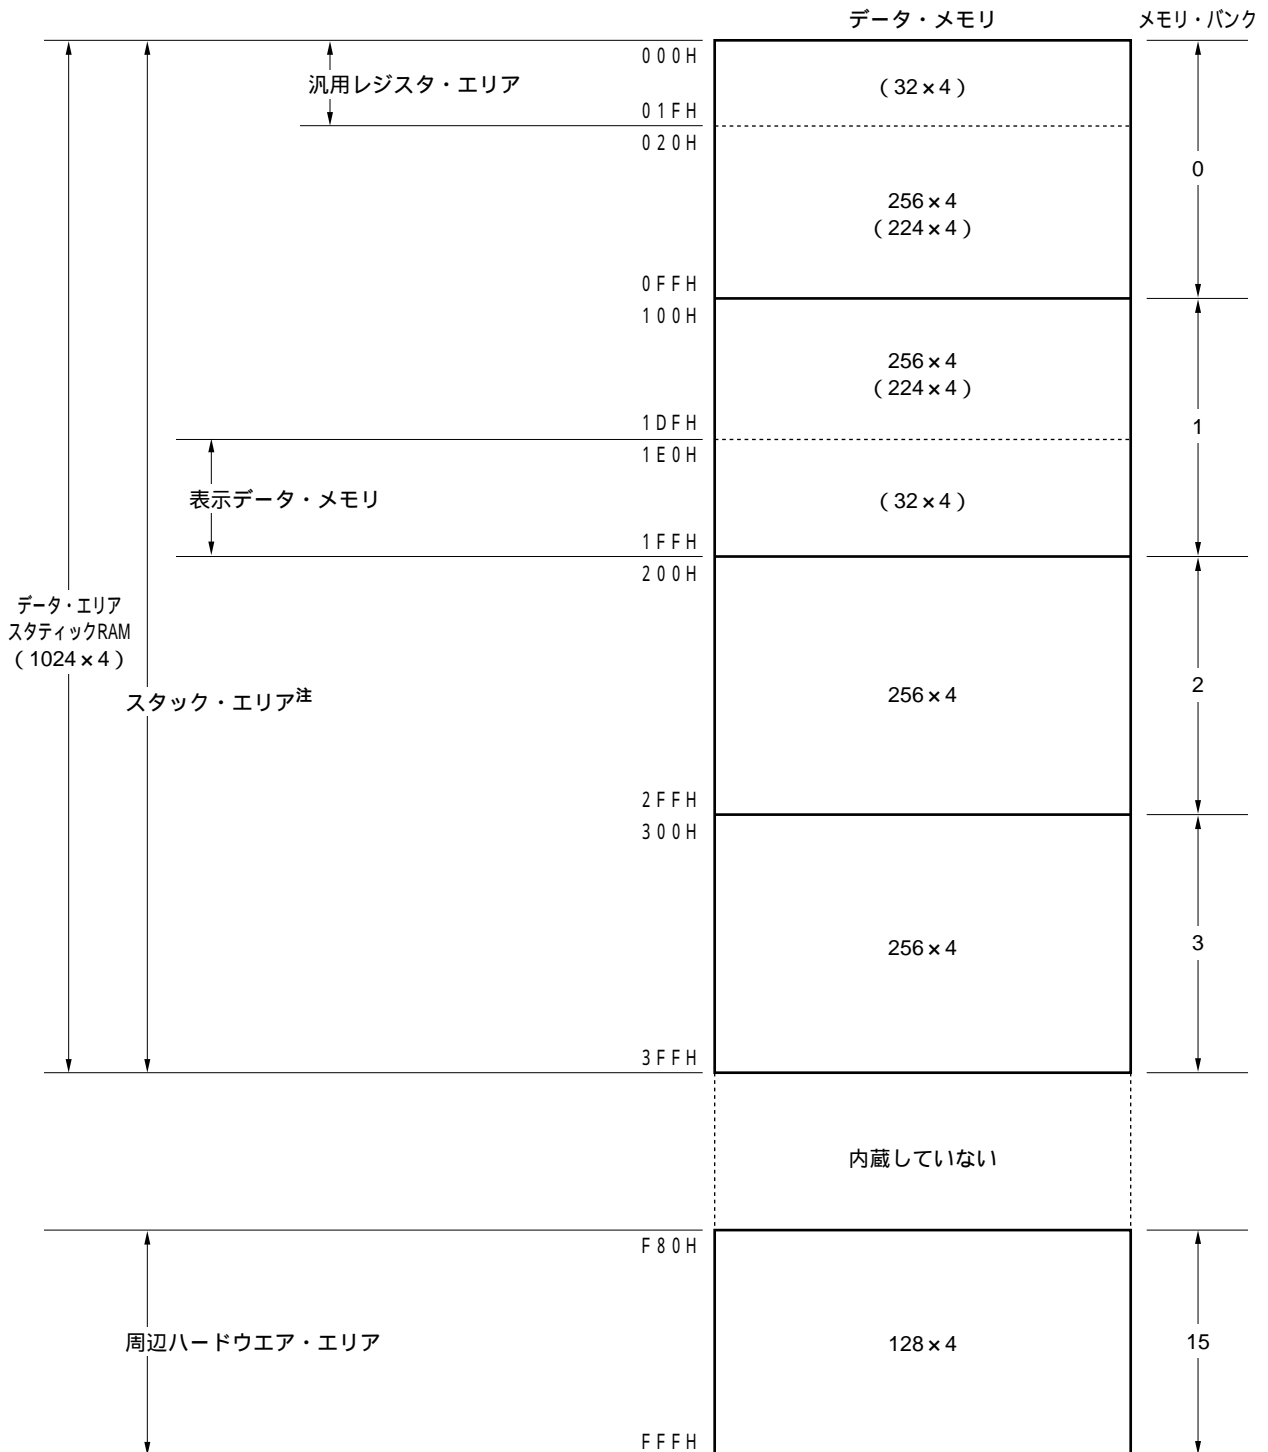 データ・メモリ メモリ・バンク
000H
汎用レジスタ・エリア
(32×4)
01FH
020H
0
256×4
(224×4)
0FFH
100H
256×4
(224×4)
1DFH
1
1E0H
表示データ・メモリ
(32×4)
1FFH
200H
データ・エリア
スタティックRAM
(1024×4)
スタック・エリア注
256×4
2
2FFH
300H
256×4
3
3FFH
内蔵していない
F80H
周辺ハードウエア・エリア
128×4
15
FFFH